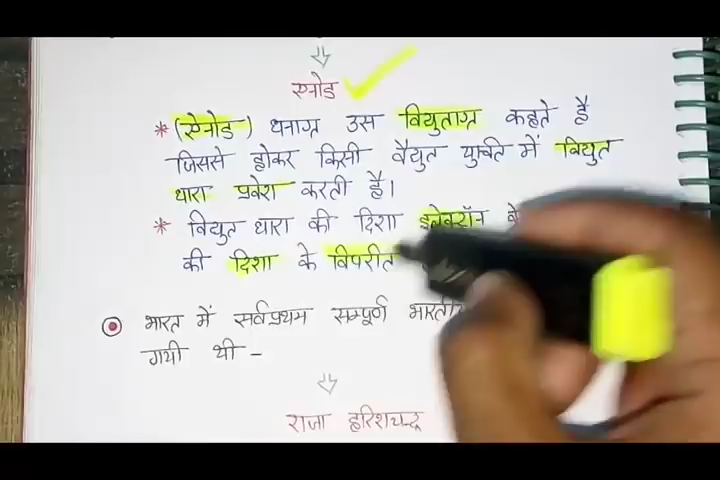 एनोड
* (ऐनोड) धनाग्र उस विद्युताग्र कहते है
जिससे होकर किसी वैद्युत युक्ति में विद्युत
धारा प्रवेश करती है।
* विद्युत धारा की दिशा इलेक्ट्रॉन
की दिशा के विपरीत
भारत में सर्वप्रथम सम्पूर्ण
गयी थी -
राजा हरिशचन्द्र